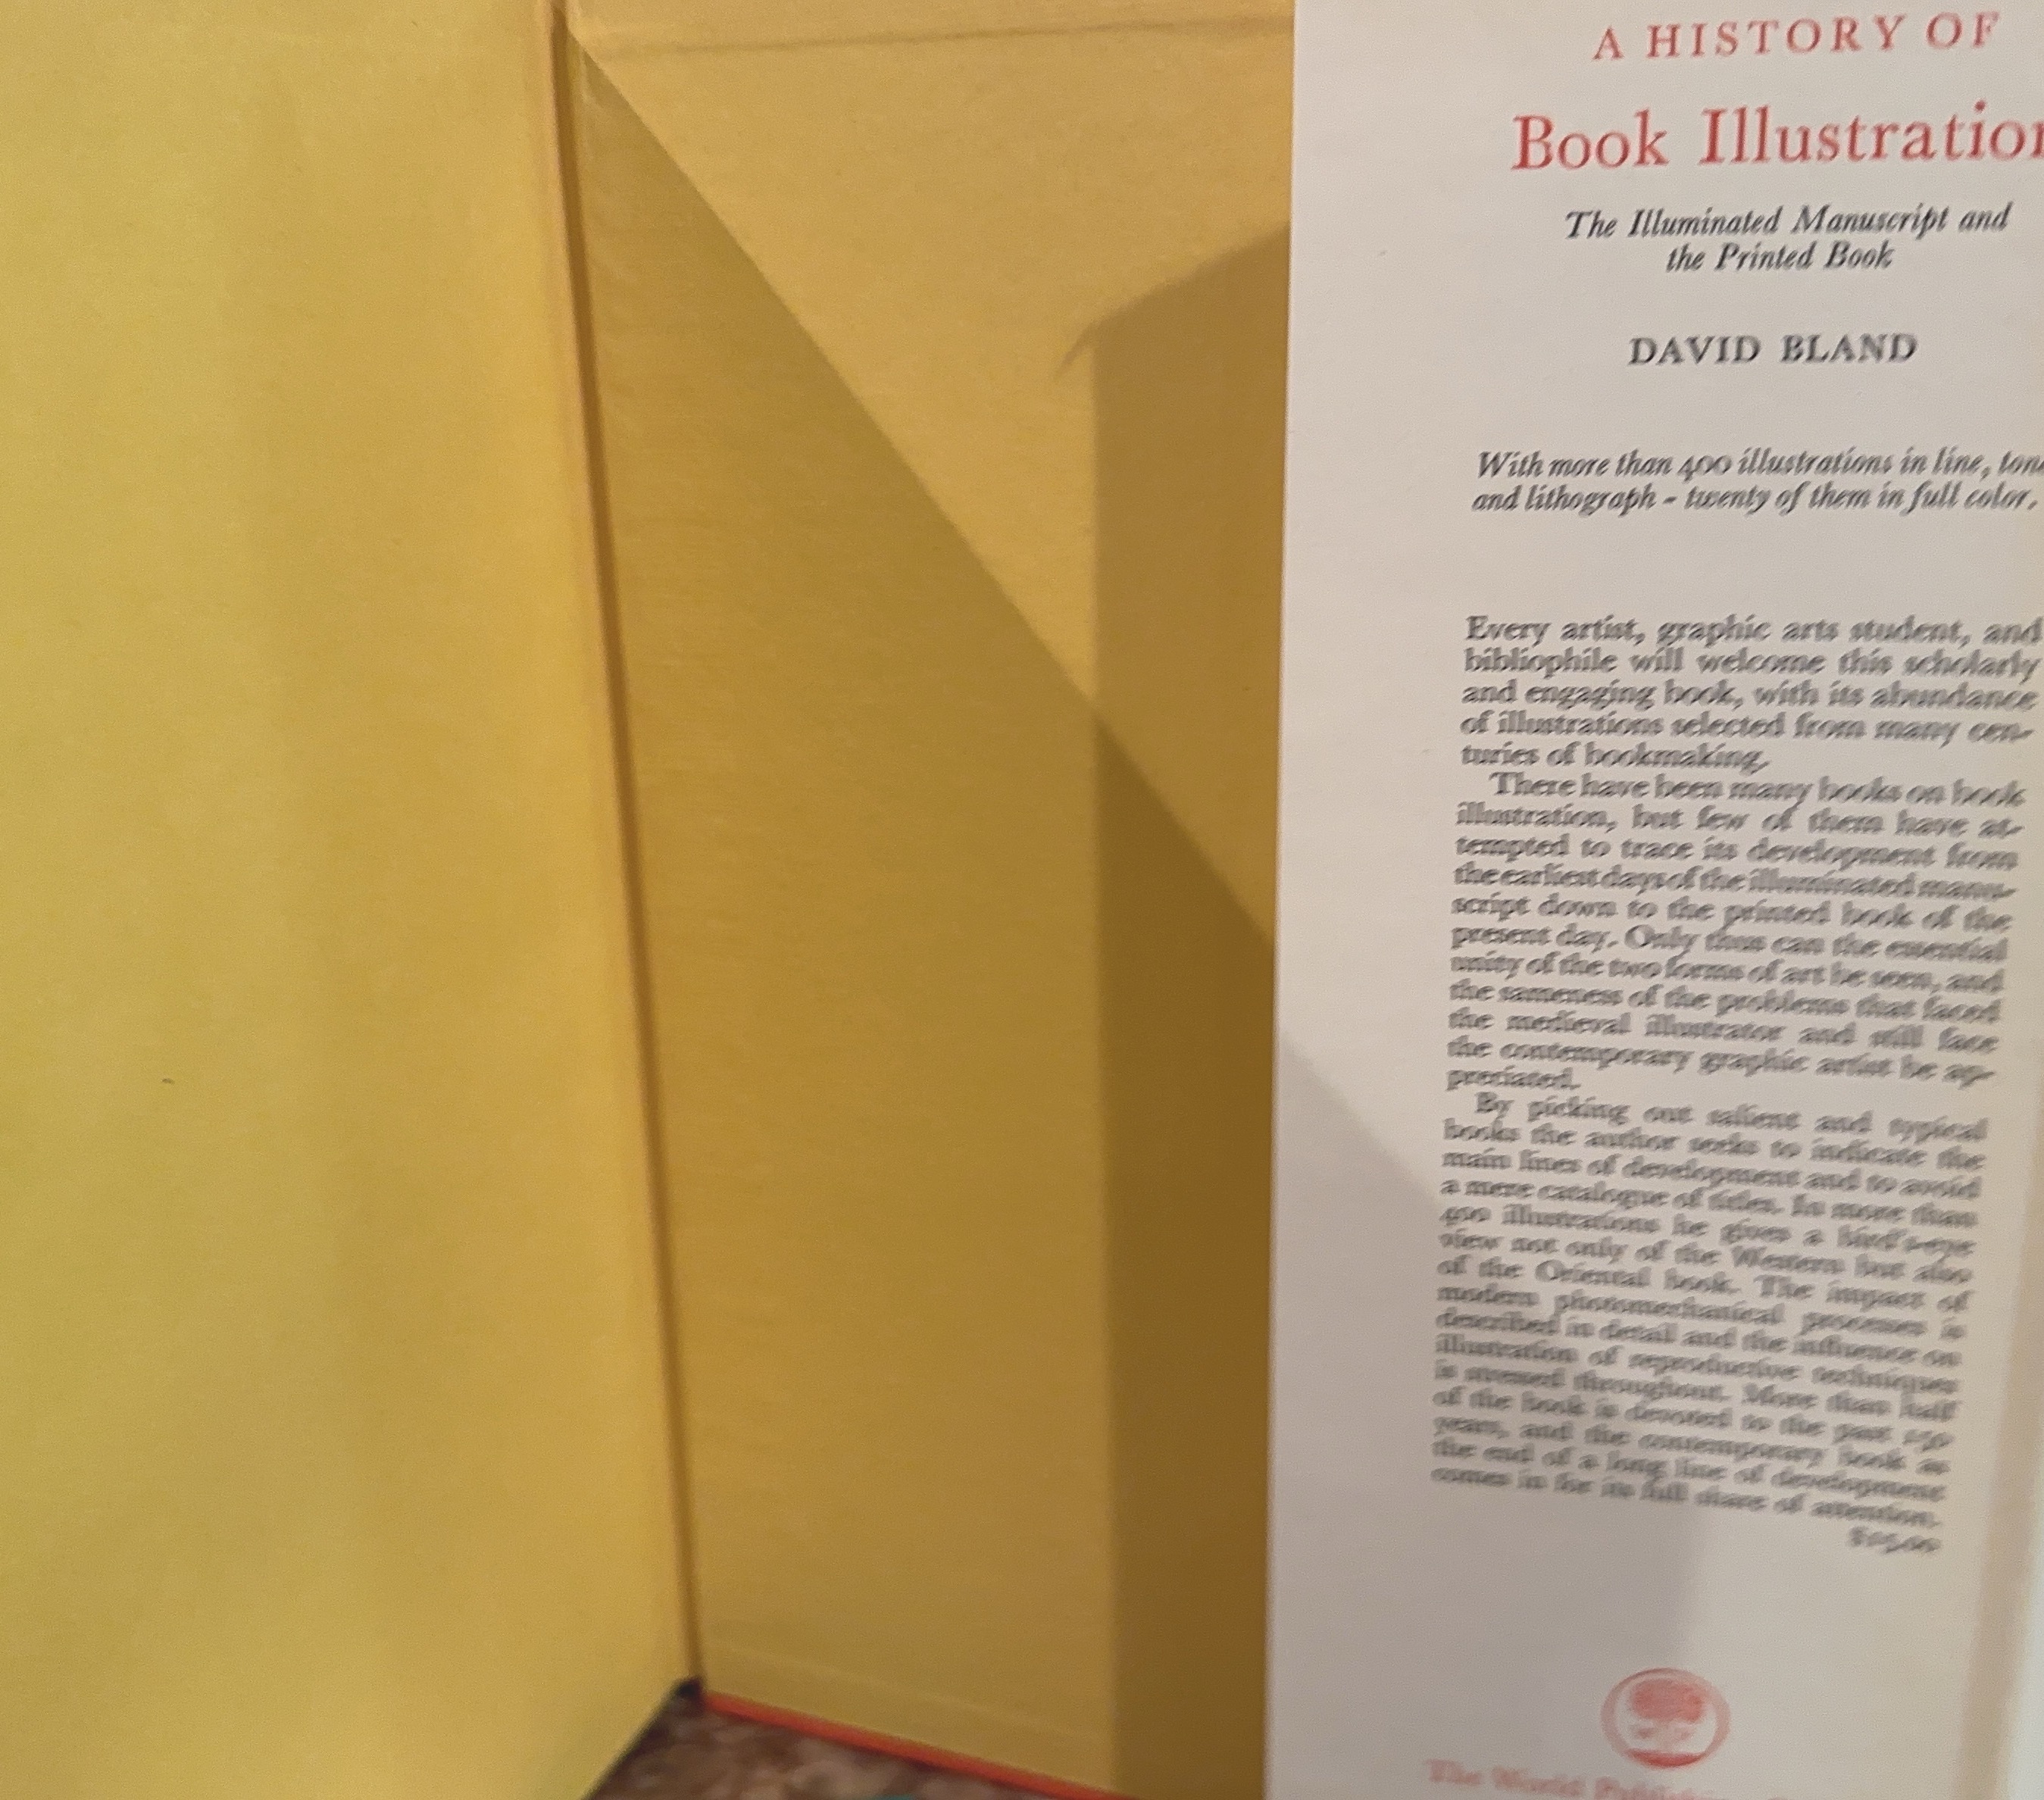 A HISTORY OF
Book Illustration
The Illuminated Manuscript and
the Printed Book
DAVID BLAND
With more than 400 illustrations in line, tone
and lithograph - twenty of them in full color.
Every artist, graphic arts student, and
bibliophile will welcome this scholarly
and engaging book, with its abundance
of illustrations selected from many cen-
turies of bookmaking.
There have been many books on book
illustration, but few of them have at-
tempted to trace its development from
the earliest days of the illuminated manu-
script down to the printed book of the
present day. Only thus can the essential
unity of the two forms of art be seen, and
the sameness of the problems that faced
the medieval illustrator and still face
the contemporary graphic artist be ap-
preciated.
By picking out salient and typical
books the author seeks to indicate the
main lines of development and to avoid
a mere catalogue of titles. In more than
400 illustrations he gives a bird's-eye
view not only of the Western but also
of the Oriental book. The impact of
modern photomechanical processes is
described in detail and the influence on
illustration of reproductive techniques
is stressed throughout. More than half
of the book is devoted to the past
years, and the contemporary book as
the end of a long line of development
comes in for its full share of attention.
The World